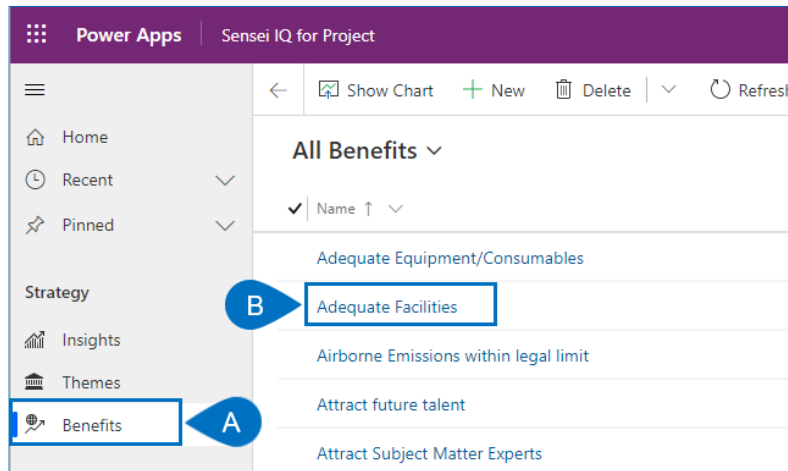 Power Apps Sensei IQ for Project
Show Chart New Delete Refresh
Home
Recent
Pinned
Strategy
Insights
Themes
Benefits
A
All Benefits
Name
Adequate Equipment/Consumables
B
Adequate Facilities
Airborne Emissions within legal limit
Attract future talent
Attract Subject Matter Experts